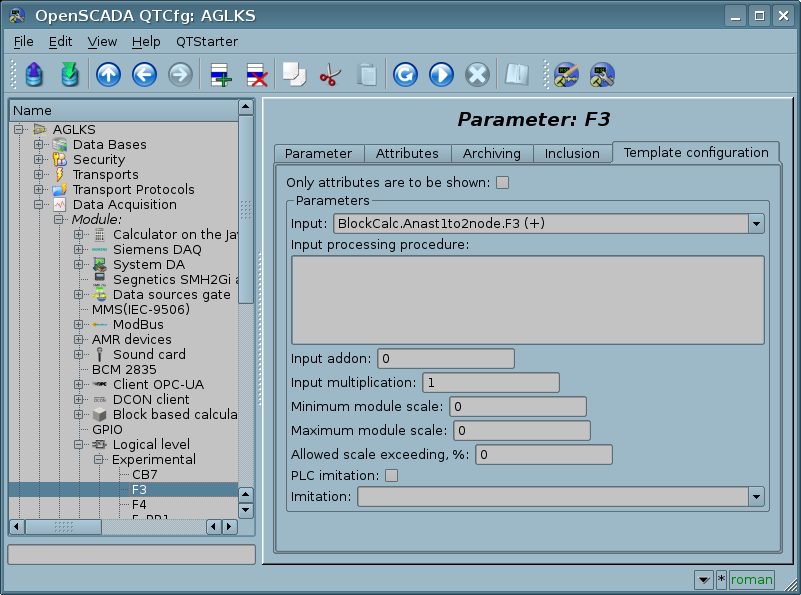 OpenSCADA QTCfg: AGLKS
File Edit View Help QTStarter
Name
AGLKS
Data Bases
Security
Transports
Transport Protocols
Data Acquisition
Module:
Calculator on the Ja
Siemens DAQ
System DA
Segnetics SMH2Gi a
Data sources gate
MMS(IEC-9506)
ModBus
AMR devices
Sound card
BCM 2835
Client OPC-UA
DCON client
Block based calcula
GPIO
Logical level
Experimental
CB7
F3
F4
Parameter: F3
Parameter Attributes Archiving Inclusion Template configuration
Only attributes are to be shown:
Parameters
Input: BlockCalc.Anast1to2node.F3 (+)
Input processing procedure:
Input addon: 0
Input multiplication: 1
Minimum module scale: 0
Maximum module scale: 0
Allowed scale exceeding, %: 0
PLC imitation:
Imitation:
* roman